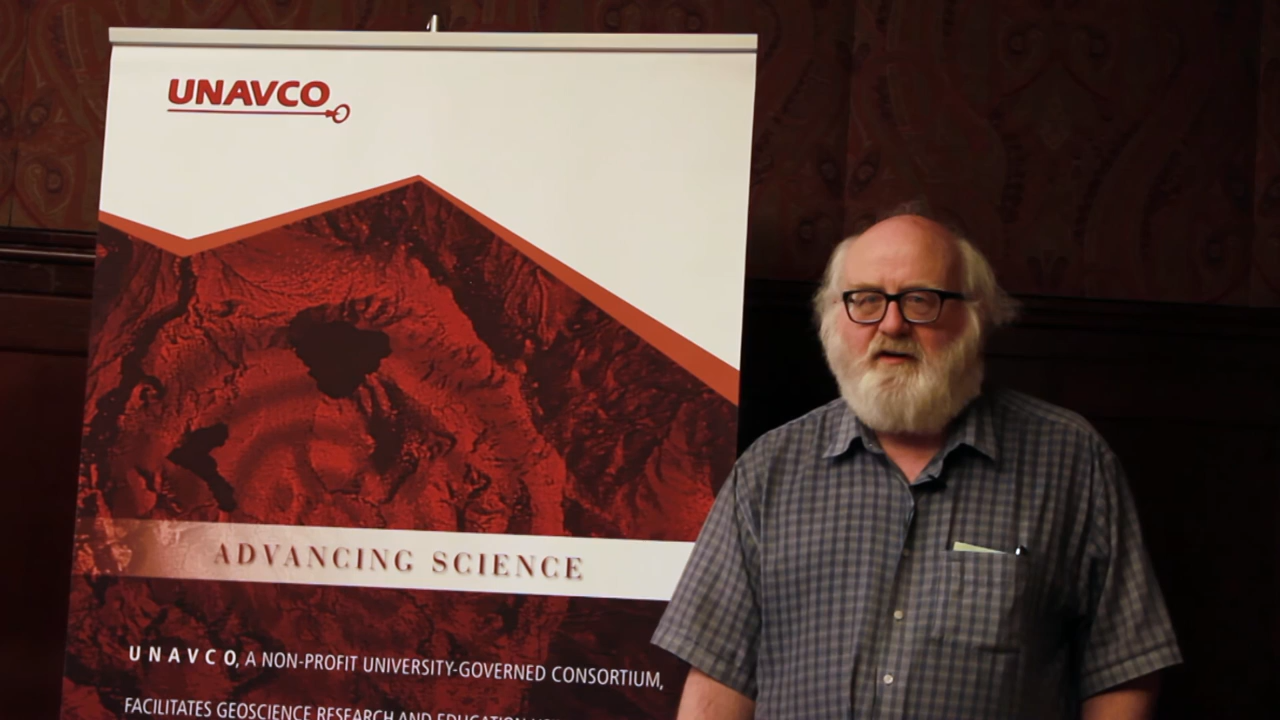 UNAVCO
ADVANCING SCIENCE
UNAVCO, A NON-PROFIT UNIVERSITY-GOVERNED CONSORTIUM,
FACILITATES GEOSCIENCE RESEARCH AND EDUCATION